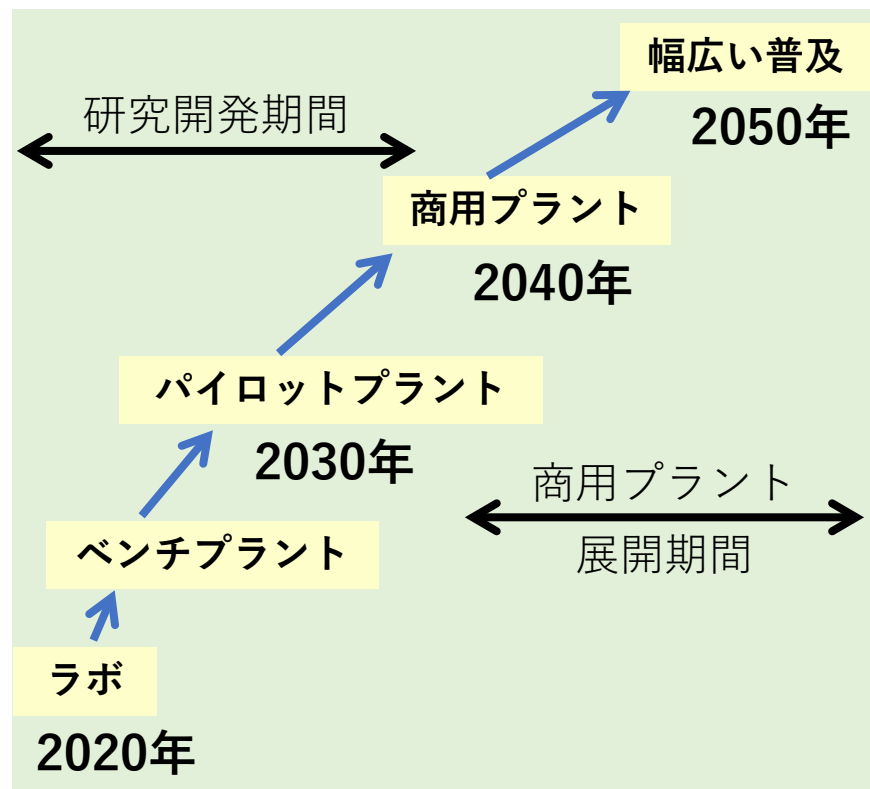 幅広い普及
2050年
研究開発期間
商用プラント
2040年
パイロットプラント
2030年
商用プラント
展開期間
ベンチプラント
ラボ
2020年